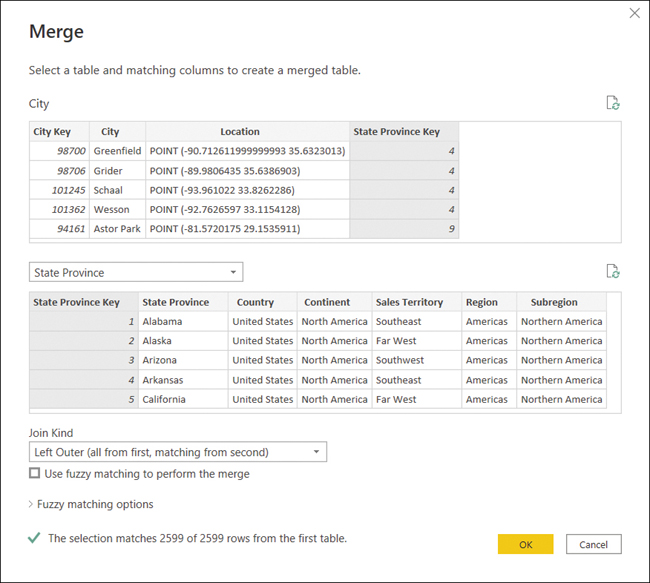 Merge
Select a table and matching columns to create a merged table.
City
City Key City Location State Province Key
98700 Greenfield POINT (-90.712611999999993 35.6323013) 4
98706 Grider POINT (-89.9806435 35.6386903) 4
101245 Schaal POINT (-93.961022 33.8262286) 4
101362 Wesson POINT (-92.7626597 33.1154128) 4
94161 Astor Park POINT (-81.5720175 29.1535911) 9
State Province
State Province Key State Province Country Continent Sales Territory Region Subregion
1 Alabama United States North America Southeast Americas Northern America
2 Alaska United States North America Far West Americas Northern America
3 Arizona United States North America Southwest Americas Northern America
4 Arkansas United States North America Southeast Americas Northern America
5 California United States North America Far West Americas Northern America
Join Kind
Left Outer (all from first, matching from second)
Use fuzzy matching to perform the merge
Fuzzy matching options
The selection matches 2599 of 2599 rows from the first table.
OK Cancel